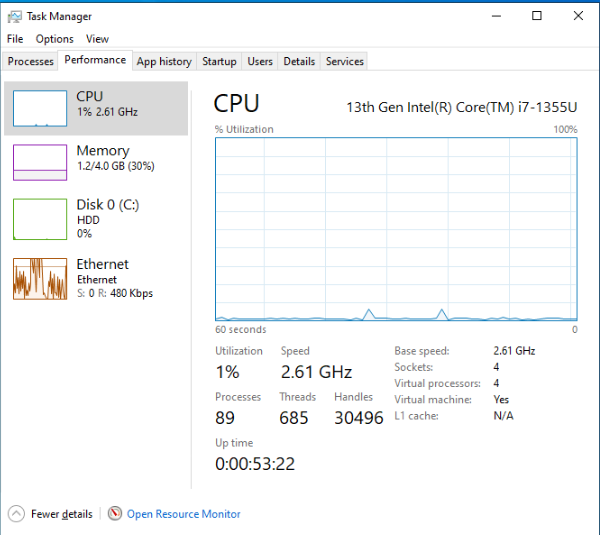 Task Manager
File Options View
Processes Performance App history Startup Users Details Services
CPU
1% 2.61 GHz
Memory
1.2/4.0 GB (30%)
Disk 0 (C:)
HDD
0%
Ethernet
Ethernet
S: 0 R: 480 Kbps
CPU 13th Gen Intel(R) Core(TM) i7-1355U
% Utilization 100%
60 seconds 0
Utilization Speed
1% 2.61 GHz
Processes Threads Handles
89 685 30496
Up time
0:00:53:22
Base speed: 2.61 GHz
Sockets: 4
Virtual processors: 4
Virtual machine: Yes
L1 cache: N/A
Fewer details Open Resource Monitor